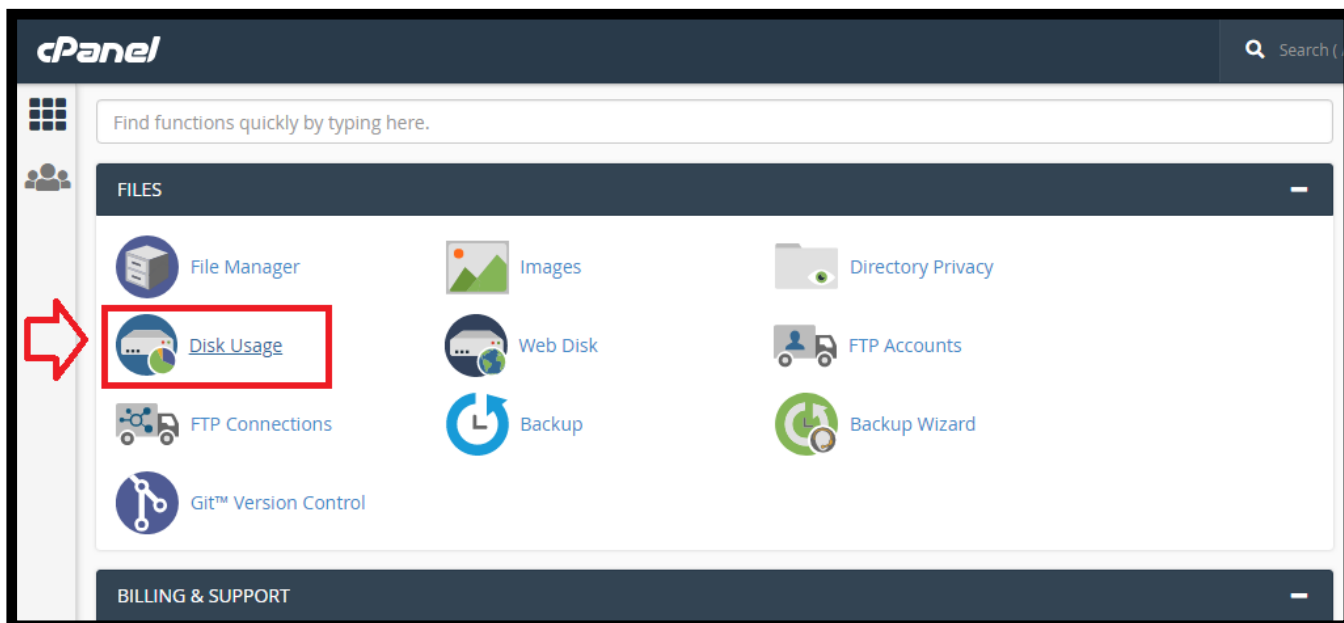 cPanel
Search (
Find functions quickly by typing here.
FILES
File Manager
Images
Directory Privacy
Disk Usage
Web Disk
FTP Accounts
FTP Connections
Backup
Backup Wizard
Git™ Version Control
BILLING & SUPPORT